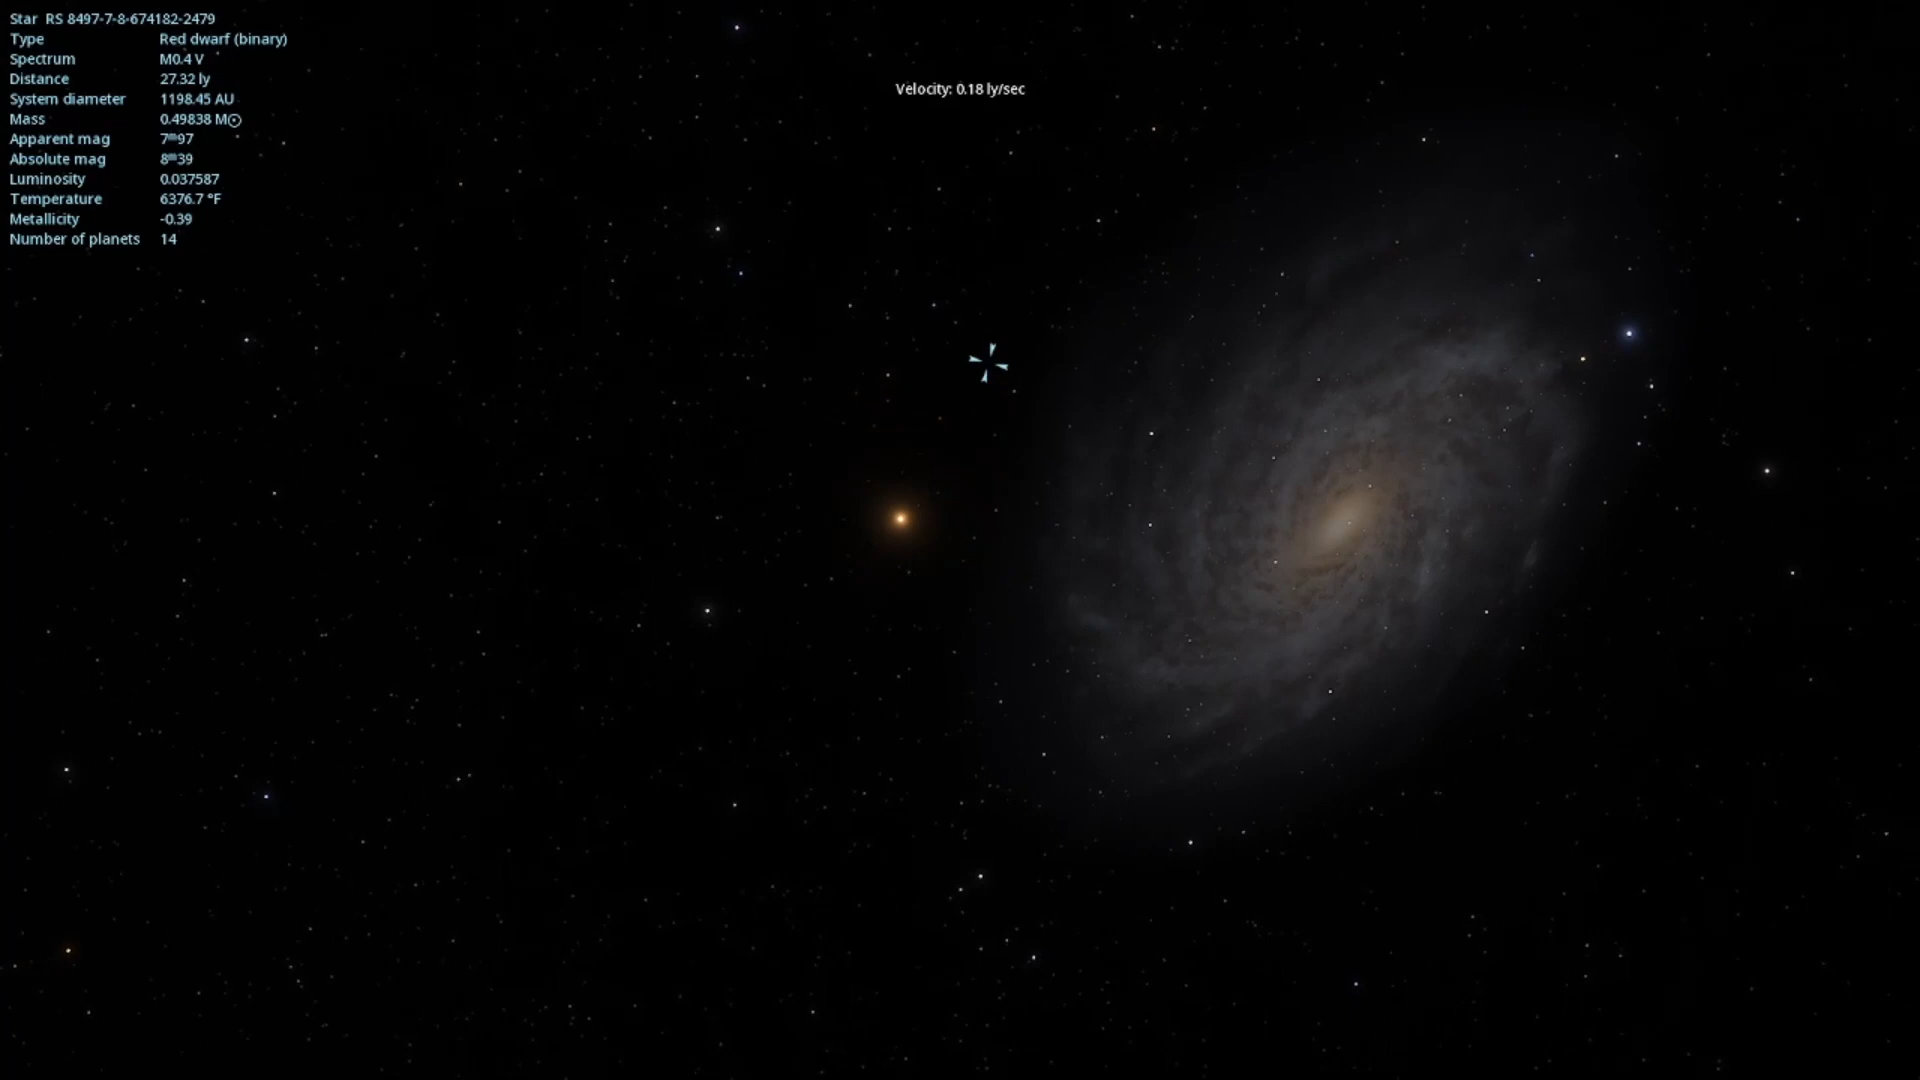 Star RS 8497-7-8-674182-2479
Type Red dwarf (binary)
Spectrum M0.4 V
Distance 27.32 ly
System diameter 1198.45 AU
Mass 0.49838 M☉
Apparent mag 7ᵐ97
Absolute mag 8ᵐ39
Luminosity 0.037587
Temperature 6376.7 °F
Metallicity -0.39
Number of planets 14
Velocity: 0.18 ly/sec